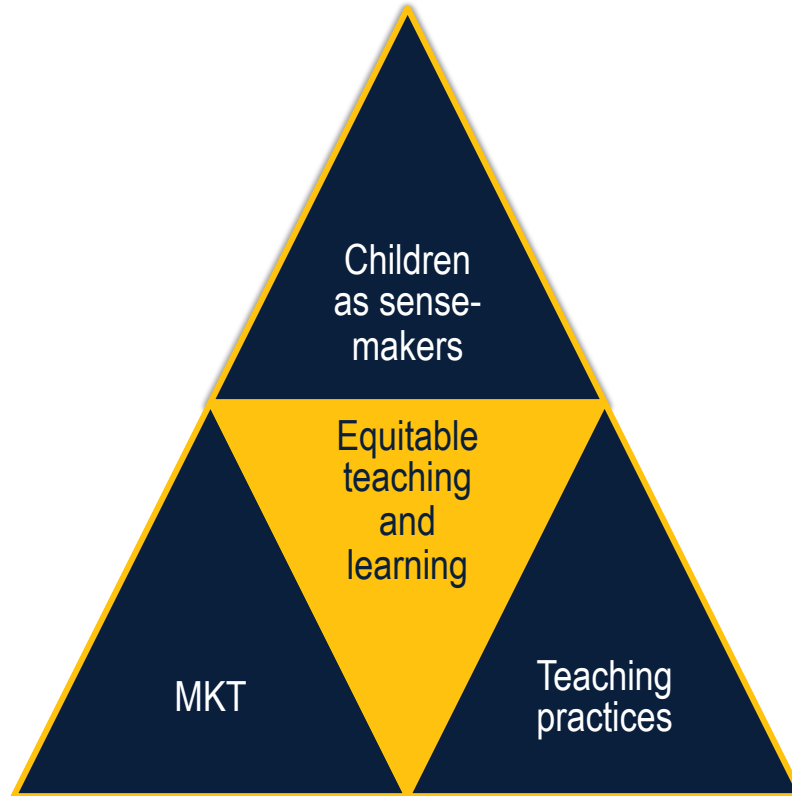 Children
as sense-
makers
Equitable
teaching
and
learning
MKT
Teaching
practices